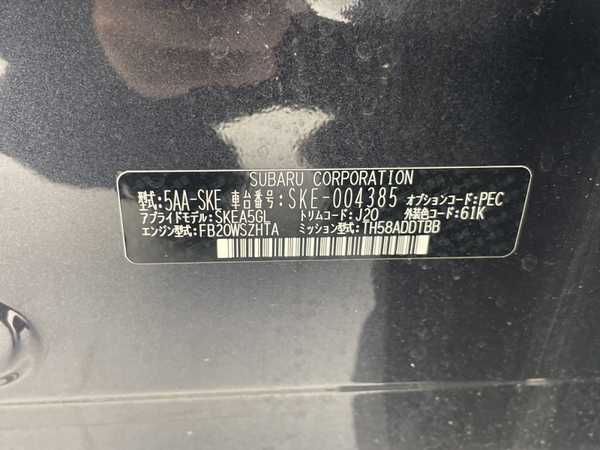 SUBARU CORPORATION
型式:5AA-SKE 車台番号:SKE-004385 オプションコード:PEC
アプライドモデル:SKEA5GL トリムコード:J20 外装色コード:61K
エンジン型式:FB20WSZHTA ミッション型式:TH58ADDTBB